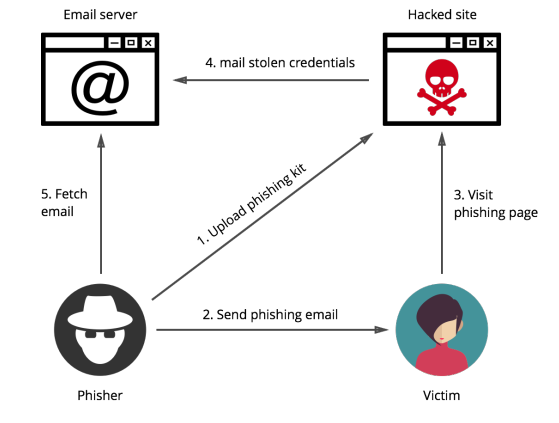 Email server
Hacked site
@
4. mail stolen credentials
1. Upload phishing kit
5. Fetch
email
3. Visit
phishing page
2. Send phishing email
Phisher
Victim